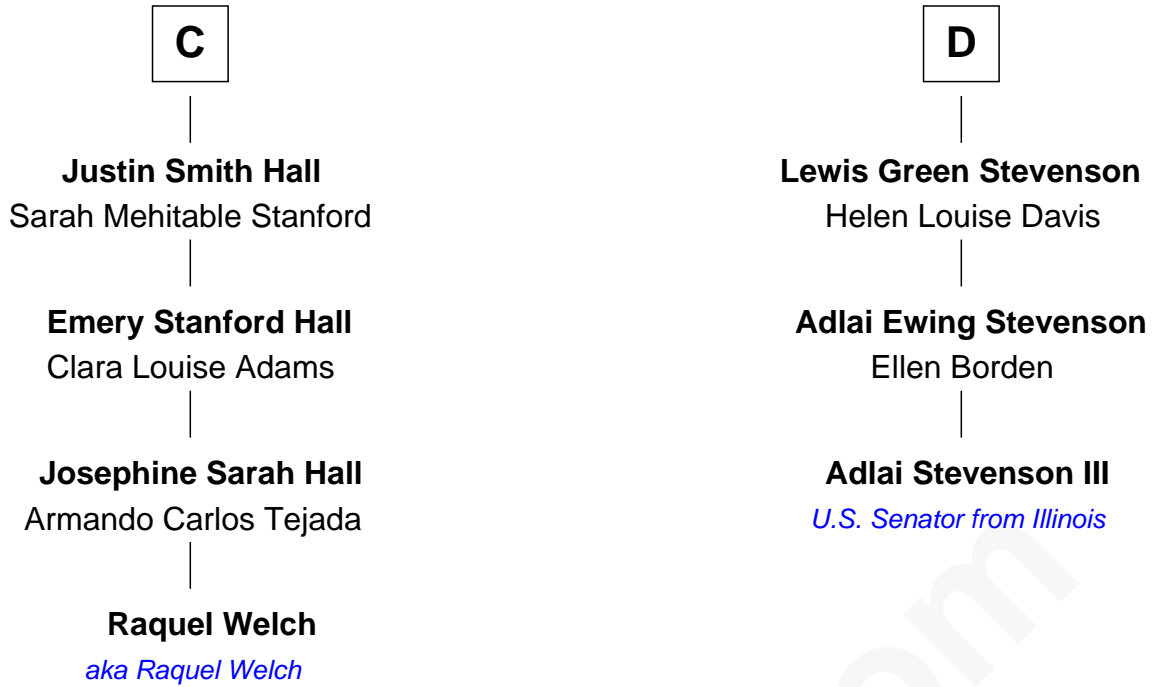 C
Justin Smith Hall
Sarah Mehitable Stanford
Emery Stanford Hall
Clara Louise Adams
Josephine Sarah Hall
Armando Carlos Tejada
Raquel Welch
aka Raquel Welch
D
Lewis Green Stevenson
Helen Louise Davis
Adlai Ewing Stevenson
Ellen Borden
Adlai Stevenson III
U.S. Senator from Illinois
om